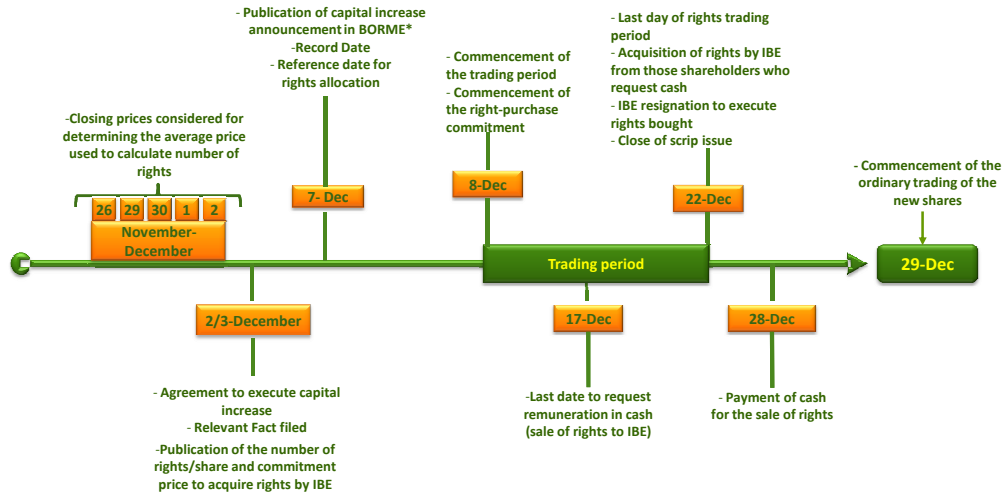 - Publication of capital increase
announcement in BORME*
-Record Date
- Reference date for
rights allocation
- Last day of rights trading
period
- Acquisition of rights by IBE
from those shareholders who
request cash
- IBE resignation to execute
rights bought
- Close of scrip issue
- Commencement of
the trading period
- Commencement of
the right-purchase
commitment
-Closing prices considered for
determining the average price
used to calculate number of
rights
- Commencement of the
ordinary trading of the
new shares
26 29 30 1 2
November-
December
7- Dec
8-Dec
22-Dec
Trading period
29-Dec
2/3-December
17-Dec
28-Dec
- Agreement to execute capital
increase
- Relevant Fact filed
-Publication of the number of
rights/share and commitment
price to acquire rights by IBE
-Last date to request
remuneration in cash
(sale of rights to IBE)
- Payment of cash
for the sale of rights